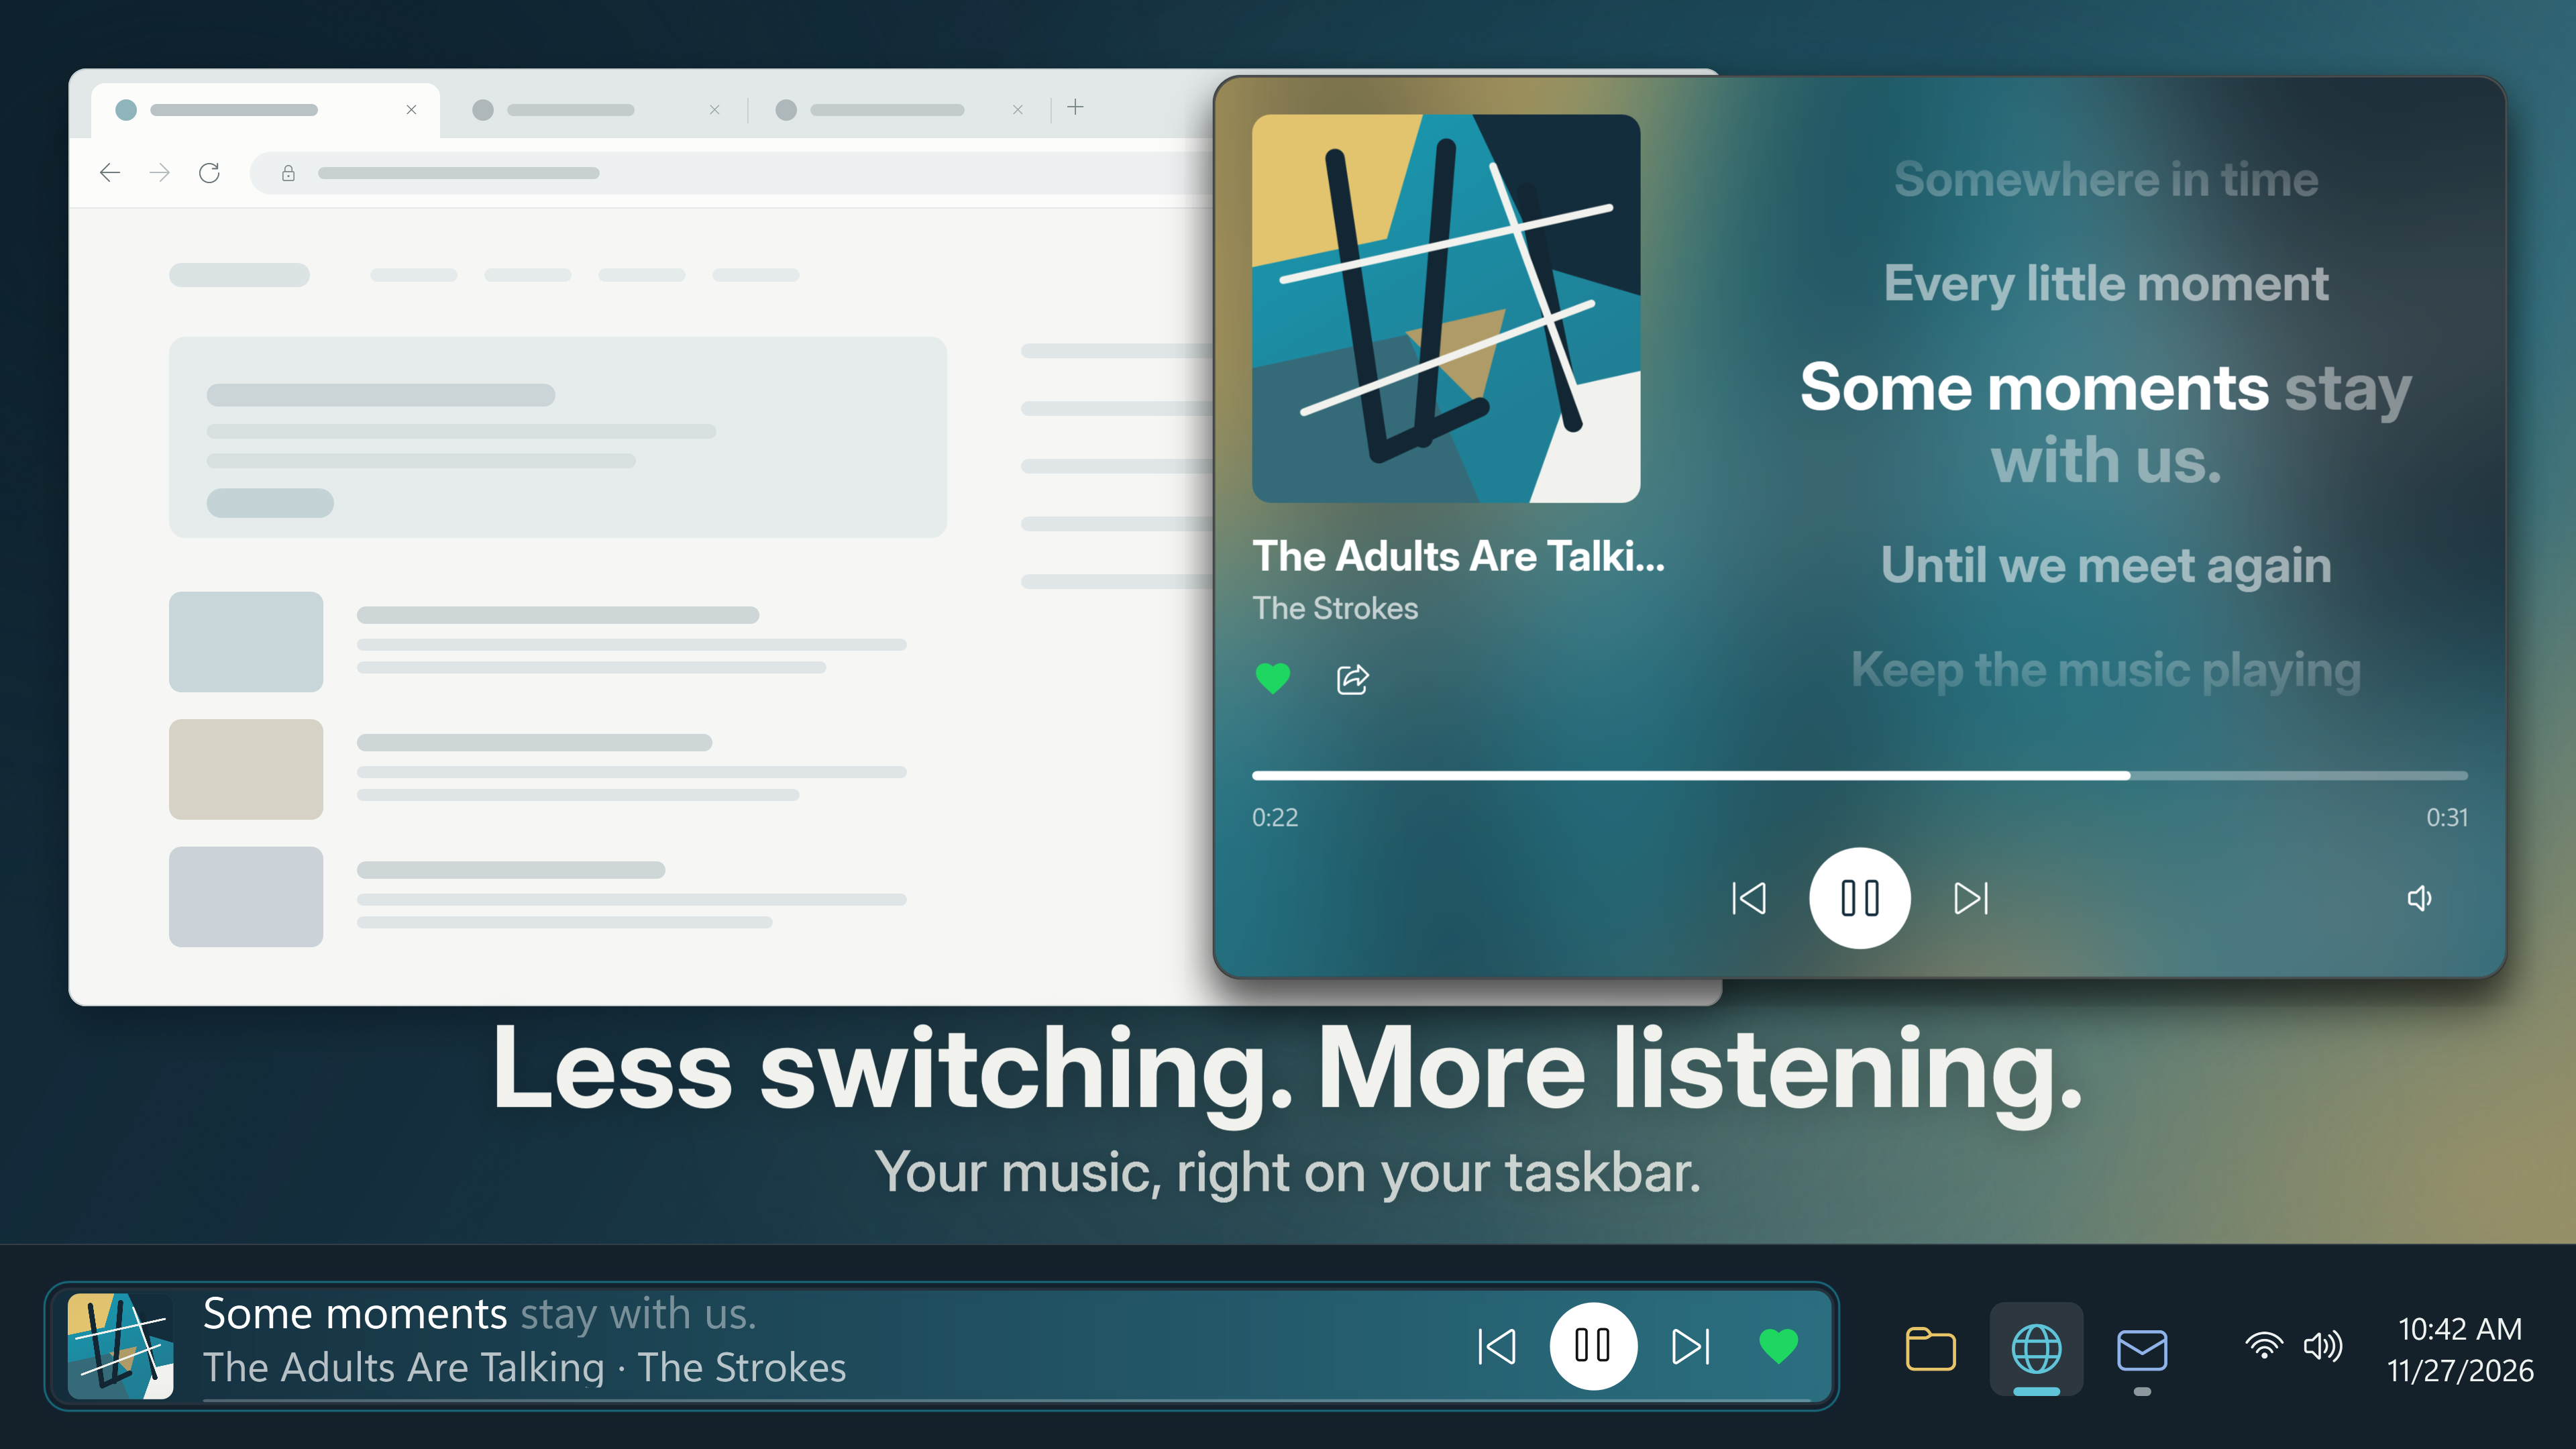 Somewhere in time
Every little moment
Some moments stay
with us.
Until we meet again
Keep the music playing
The Adults Are Talki...
The Strokes
0:22
0:31
Less switching. More listening.
Your music, right on your taskbar.
Some moments stay with us.
The Adults Are Talking · The Strokes
10:42 AM
11/27/2026